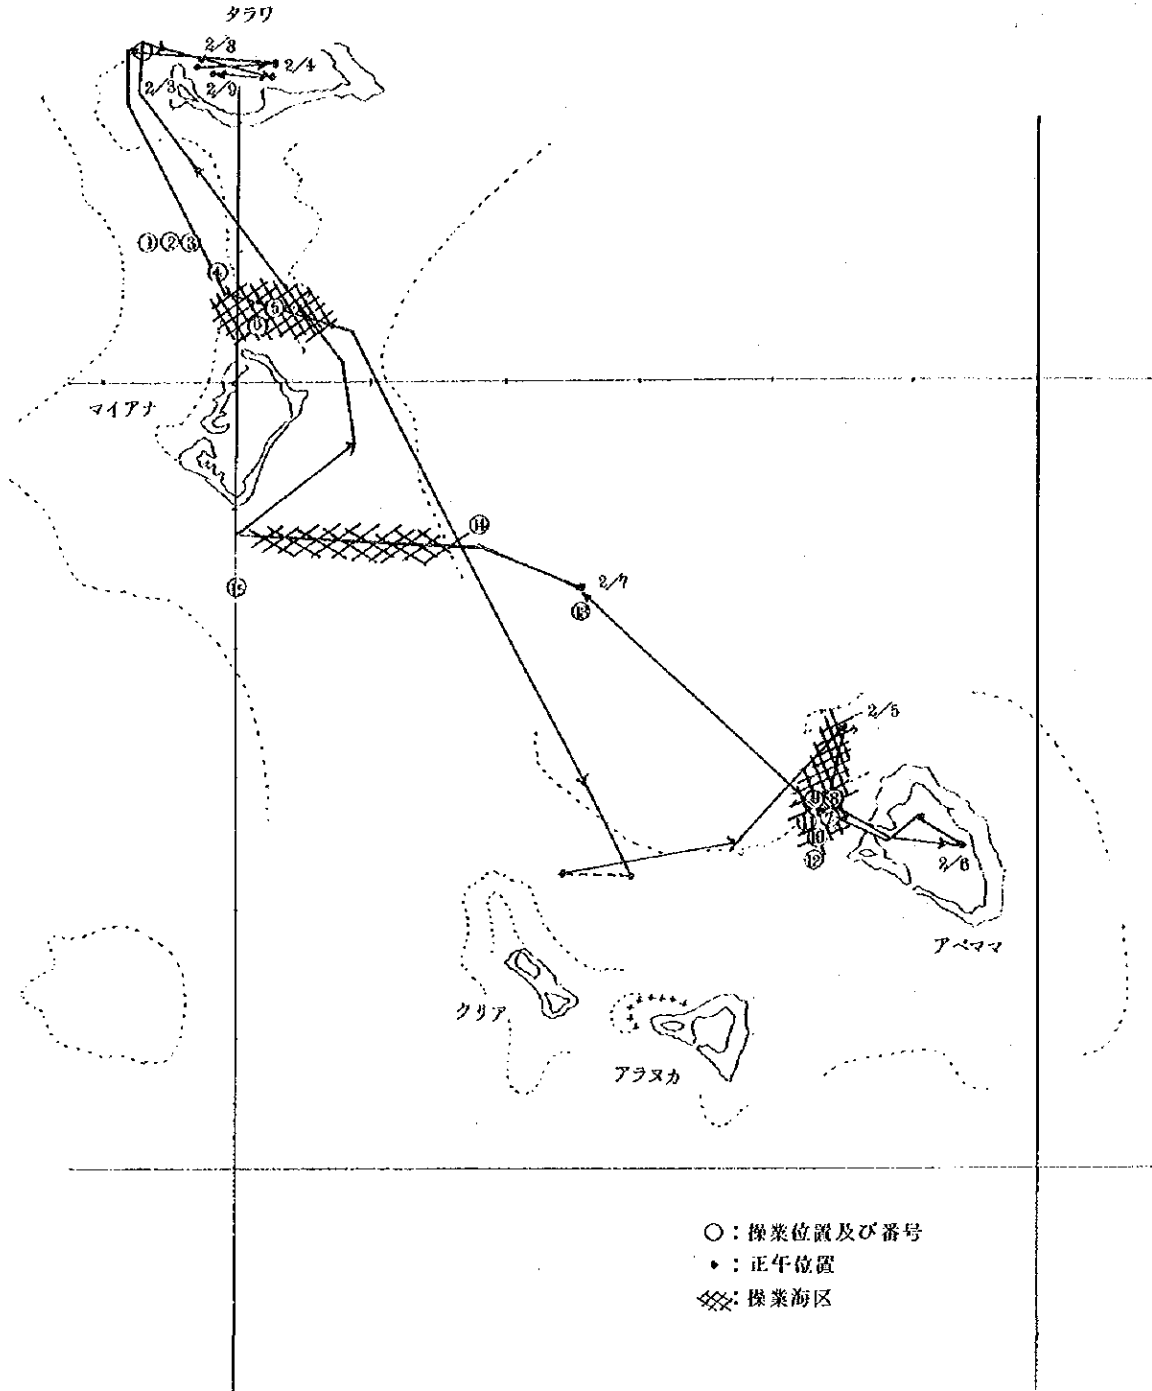 タラワ
2/8
2/4
2/3
2/9
①②③
④
⑤
⑥
マイアナ
⑭
2/7
⑬
⑮
2/5
⑨⑧
⑪7
⑩
⑫
2/6
アベママ
クリア
アラヌカ
○:操業位置及び番号
•:正午位置
:操業海区